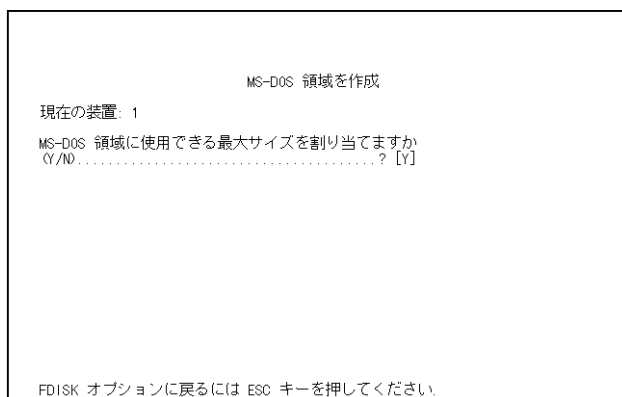 MS-DOS 領域を作成
現在の装置: 1
MS-DOS 領域に使用できる最大サイズを割り当てますか
(Y/N).......................................? [Y]
FDISK オプションに戻るには ESC キーを押してください.